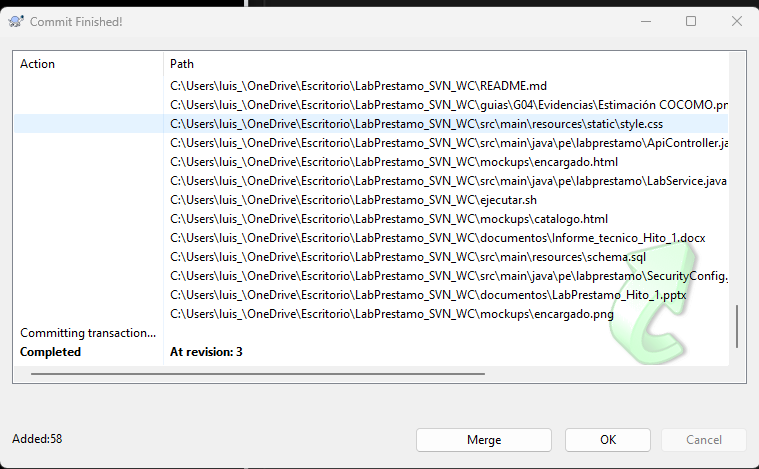 Commit Finished!
Action Path
C:\Users\luis_\OneDrive\Escritorio\LabPrestamo_SVN_WC\README.md
C:\Users\luis_\OneDrive\Escritorio\LabPrestamo_SVN_WC\guias\G04\Evidencias\Estimación COCOMO.pn
C:\Users\luis_\OneDrive\Escritorio\LabPrestamo_SVN_WC\src\main\resources\static\style.css
C:\Users\luis_\OneDrive\Escritorio\LabPrestamo_SVN_WC\src\main\java\pe\labprestamo\ApiController.ja
C:\Users\luis_\OneDrive\Escritorio\LabPrestamo_SVN_WC\mockups\encargado.html
C:\Users\luis_\OneDrive\Escritorio\LabPrestamo_SVN_WC\src\main\java\pe\labprestamo\LabService.java
C:\Users\luis_\OneDrive\Escritorio\LabPrestamo_SVN_WC\ejecutar.sh
C:\Users\luis_\OneDrive\Escritorio\LabPrestamo_SVN_WC\mockups\catalogo.html
C:\Users\luis_\OneDrive\Escritorio\LabPrestamo_SVN_WC\documentos\Informe_tecnico_Hito_1.docx
C:\Users\luis_\OneDrive\Escritorio\LabPrestamo_SVN_WC\src\main\resources\schema.sql
C:\Users\luis_\OneDrive\Escritorio\LabPrestamo_SVN_WC\src\main\java\pe\labprestamo\SecurityConfig.
C:\Users\luis_\OneDrive\Escritorio\LabPrestamo_SVN_WC\documentos\LabPrestamo_Hito_1.pptx
C:\Users\luis_\OneDrive\Escritorio\LabPrestamo_SVN_WC\mockups\encargado.png
Committing transaction...
Completed At revision: 3
Added:58 Merge OK Cancel